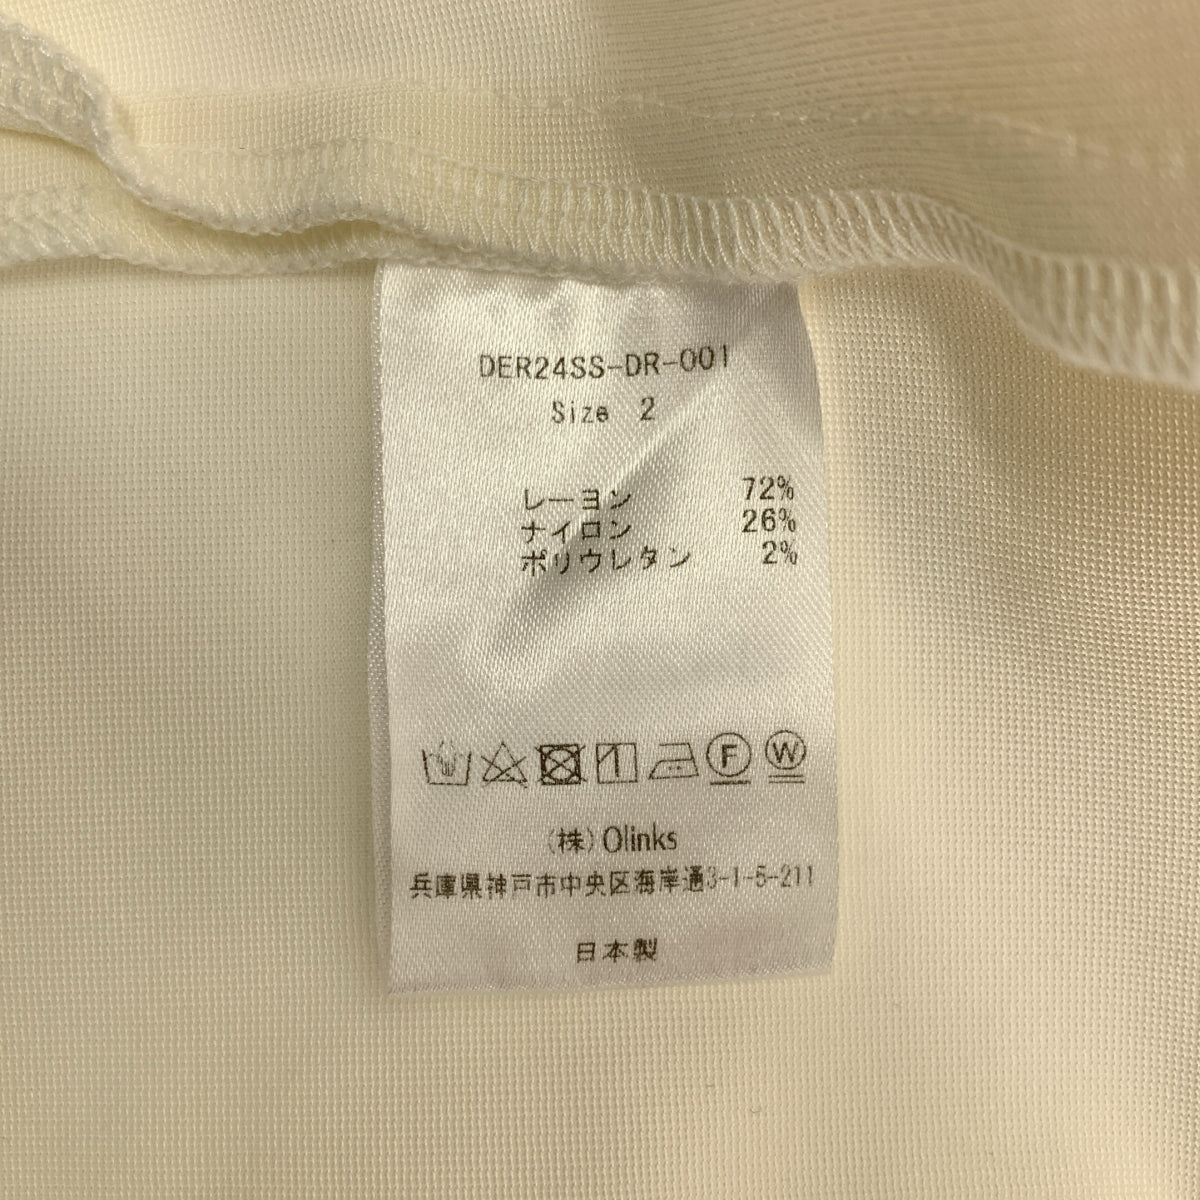 DER24SS-DR-001
Size 2
レーヨン 72%
ナイロン 26%
ポリウレタン 2%
F W
(株)Olinks
兵庫県神戸市中央区海岸通3-1-5-211
日本製